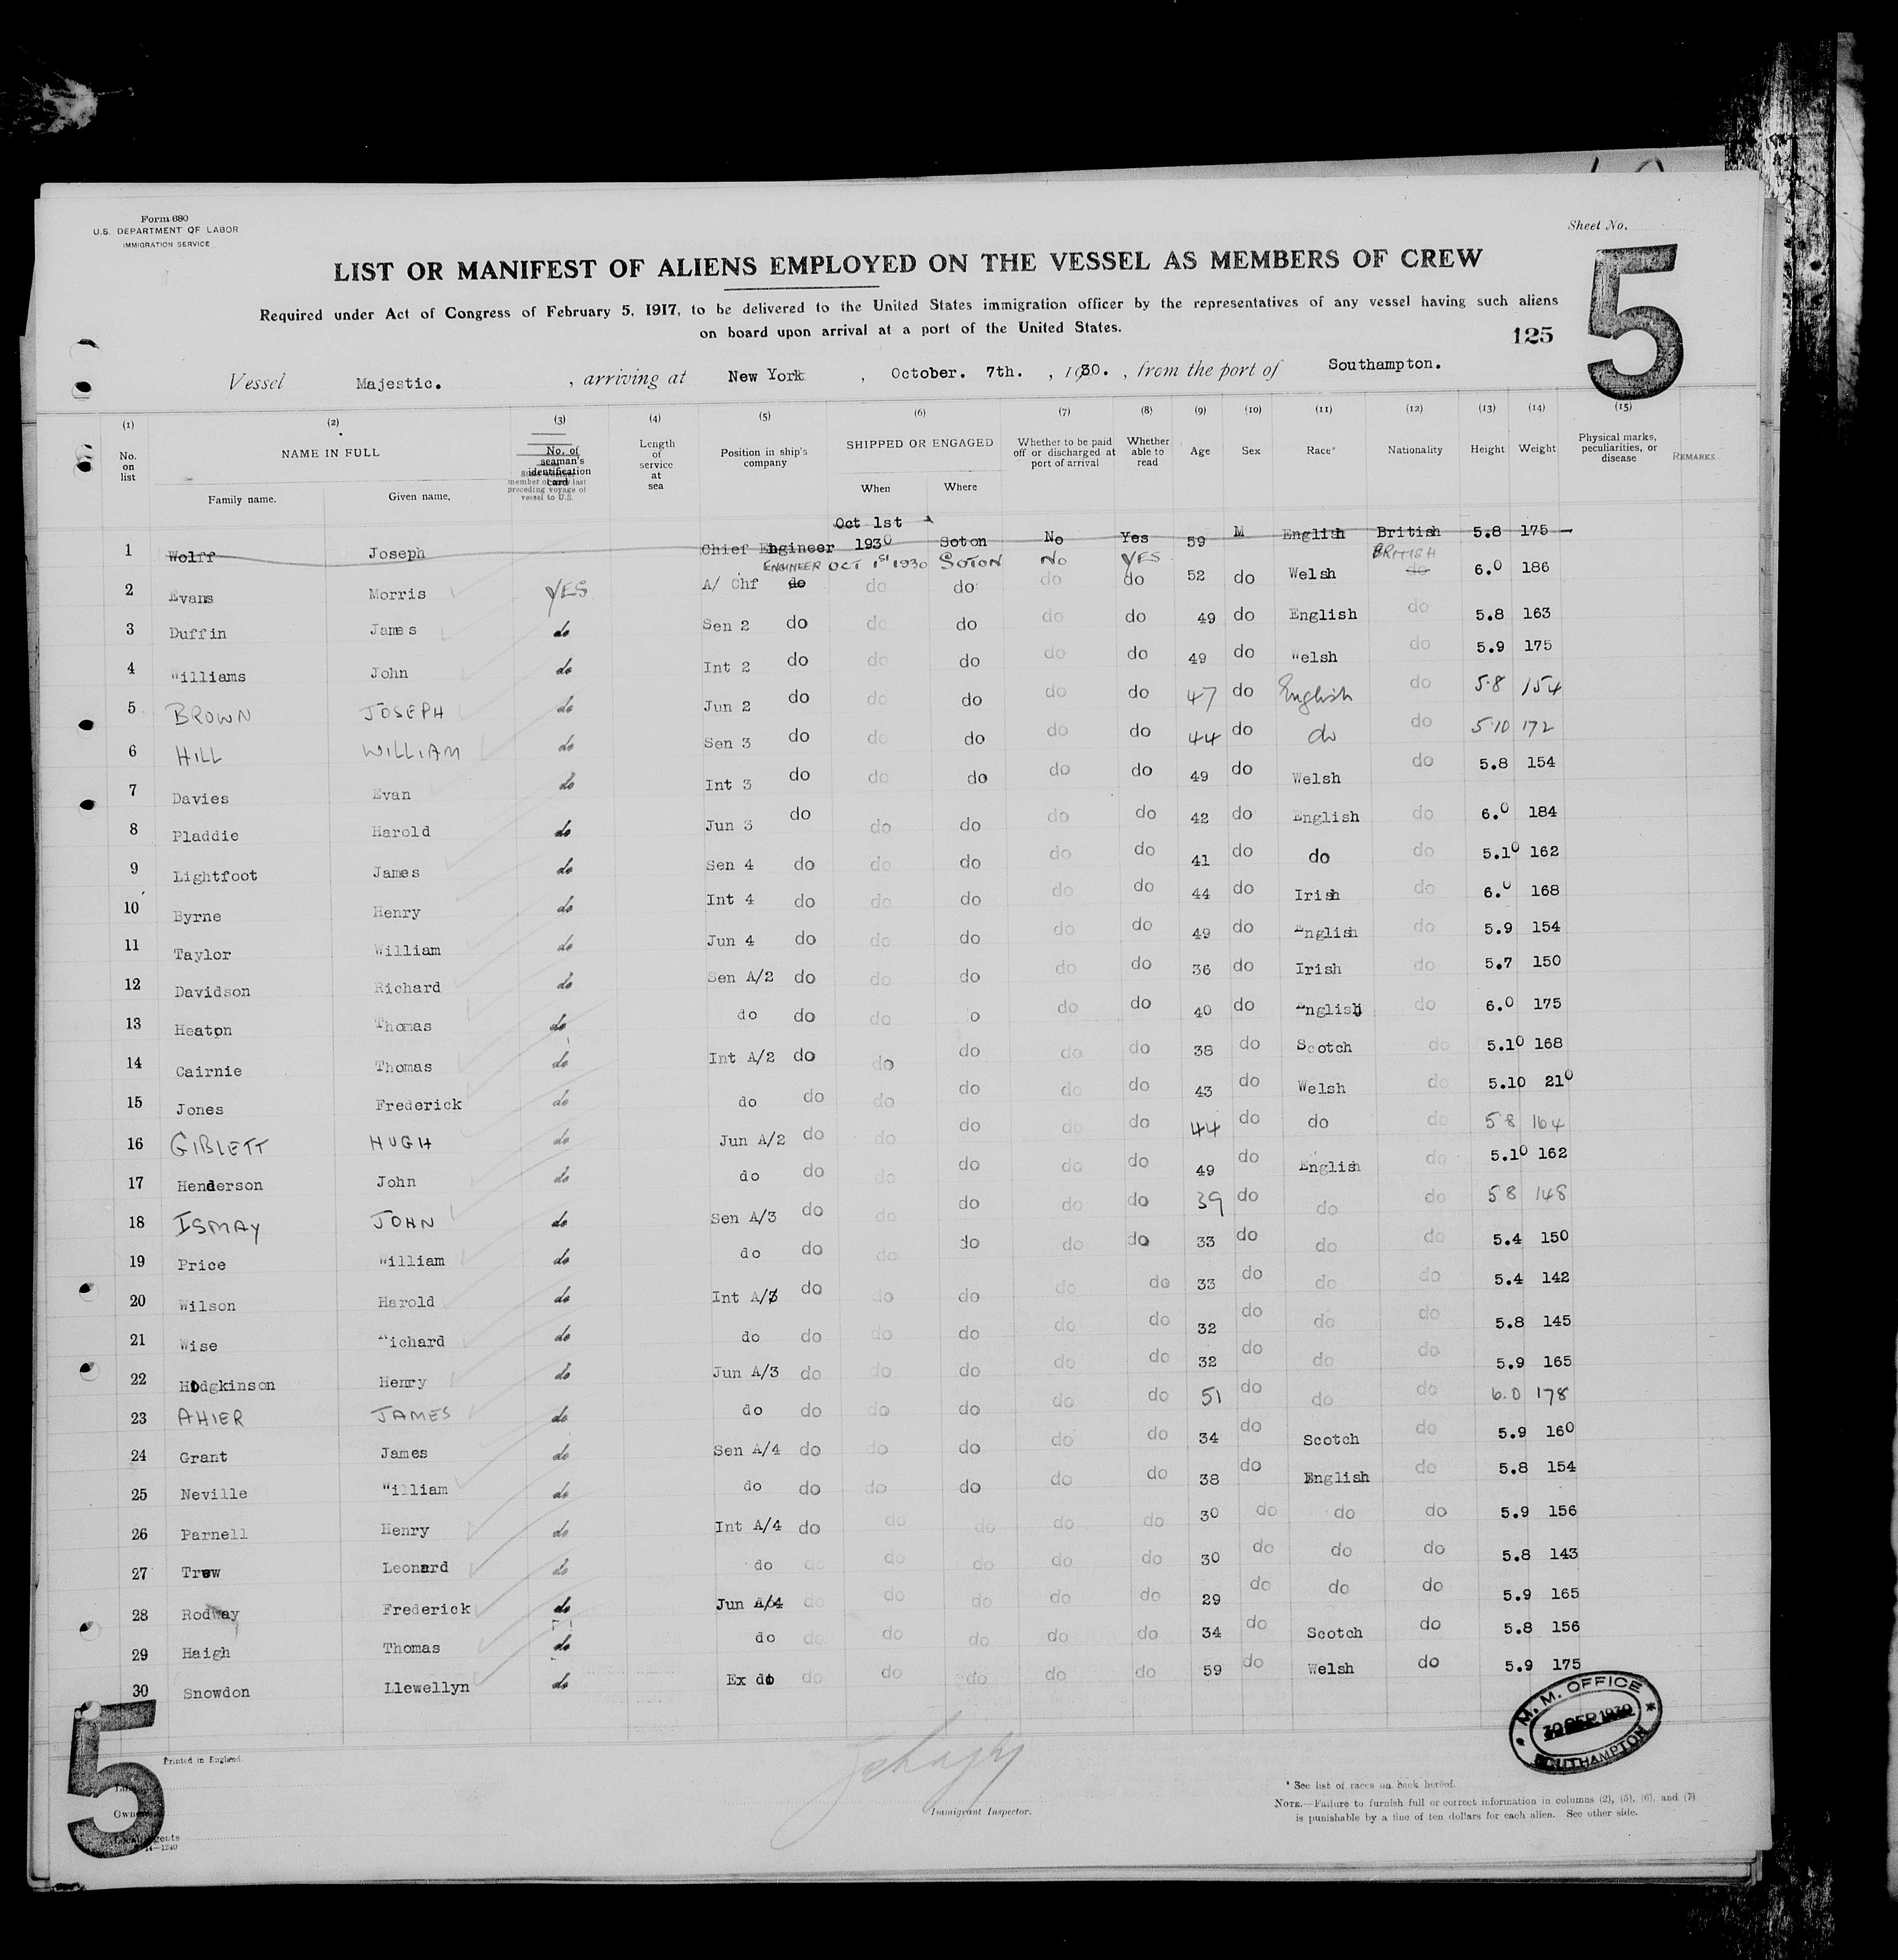 Form 680
U.S. DEPARTMENT OF LABOR
IMMIGRATION SERVICE
Sheet No.
5
LIST OR MANIFEST OF ALIENS EMPLOYED ON THE VESSEL AS MEMBERS OF CREW
Required under Act of Congress of February 5, 1917, to be delivered to the United States immigration officer by the representatives of any vessel having such aliens
on board upon arrival at a port of the United States.
125
Vessel Majestic. , arriving at New York , October. 7th. , 1930. , from the port of Southampton.
(1) (2) (3) (4) (5) (6) (7) (8) (9) (10) (11) (12) (13) (14) (15)
No. on list NAME IN FULL Family name. Given name. No. of seaman's identification card member of last preceding voyage of vessel to U.S. Length of service at sea Position in ship's company SHIPPED OR ENGAGED When Where Whether to be paid off or discharged at port of arrival Whether able to read Age Sex Race* Nationality Height Weight Physical marks, peculiarities, or disease REMARKS
Oct 1st
1 Wolff Joseph Chief Engineer 1930 Soton No Yes 59 M English British 5.8 175
ENGINEER OCT 1st 1930 SOTON NO YES BRITISH
2 Evans Morris YES A/ Chf do do do do do 52 do Welsh do 6.0 186
3 Duffin James do Sen 2 do do do do do 49 do English do 5.8 163
4 Williams John do Int 2 do do do do do 49 do Welsh do 5.9 175
5 BROWN JOSEPH do Jun 2 do do do do do 47 do English do 5.8 154
6 HILL WILLIAM do Sen 3 do do do do do 44 do do do 5 10 172
7 Davies Evan do Int 3 do do do do do 49 do Welsh do 5.8 154
8 Pladdie Harold do Jun 3 do do do do do 42 do English do 6.0 184
9 Lightfoot James do Sen 4 do do do do do 41 do do do 5.10 162
10 Byrne Henry do Int 4 do do do do do 44 do Irish do 6.0 168
11 Taylor William do Jun 4 do do do do do 49 do English do 5.9 154
12 Davidson Richard do Sen A/2 do do do do do 36 do Irish do 5.7 150
13 Heaton Thomas do do do do o do do 40 do English do 6.0 175
14 Cairnie Thomas do Int A/2 do do do do do 38 do Scotch do 5.10 168
15 Jones Frederick do do do do do do do 43 do Welsh do 5.10 210
16 GIBLETT HUGH do Jun A/2 do do do do do 44 do do do 5 8 164
17 Henderson John do do do do do do do 49 do English do 5.10 162
18 ISMAY JOHN do Sen A/3 do do do do do 39 do do do 5 8 148
19 Price William do do do do do do do 33 do do do 5.4 150
20 Wilson Harold do Int A/3 do do do do do 33 do do do 5.4 142
21 Wise Richard do do do do do do do 32 do do do 5.8 145
22 Hodgkinson Henry do Jun A/3 do do do do do 32 do do do 5.9 165
23 AHIER JAMES do do do do do do do 51 do do do 6.0 178
24 Grant James do Sen A/4 do do do do do 34 do Scotch do 5.9 160
25 Neville William do do do do do do do 38 do English do 5.8 154
26 Parnell Henry do Int A/4 do do do do do 30 do do do 5.9 156
27 Trew Leonard do do do do do do do 30 do do do 5.8 143
28 Rodway Frederick do Jun A/4 do do do do do 29 do do do 5.9 165
29 Haigh Thomas do do do do do do do 34 do Scotch do 5.8 156
30 Snowdon Llewellyn do Ex do do do do do do 59 do Welsh do 5.9 175
M. M. OFFICE
30 SEP 1930
SOUTHAMPTON
5
Printed in England.
Immigrant Inspector.
* See list of races on back hereof.
NOTE.—Failure to furnish full or correct information in columns (2), (5), (6), and (7)
is punishable by a fine of ten dollars for each alien. See other side.
14—1240